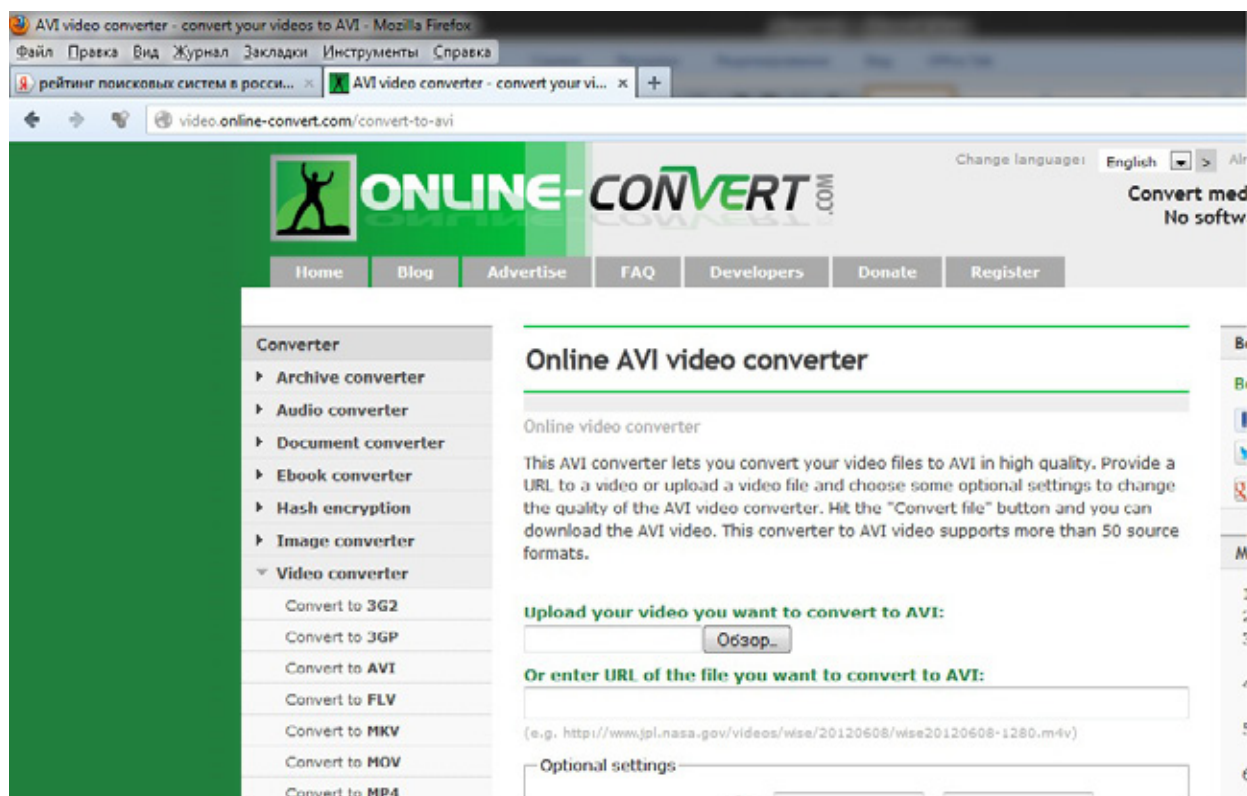 AVI video converter - convert your videos to AVI - Mozilla Firefox
Файл Правка Вид Журнал Закладки Инструменты Справка
Я рейтинг поисковых систем в росси... × AVI video converter - convert your vi... × +
video.online-convert.com/convert-to-avi
Change language: English >
ONLINE-CONVERT.COM
Convert med
No softw
Home Blog Advertise FAQ Developers Donate Register
Converter
Archive converter
Audio converter
Document converter
Ebook converter
Hash encryption
Image converter
Video converter
Convert to 3G2
Convert to 3GP
Convert to AVI
Convert to FLV
Convert to MKV
Convert to MOV
Convert to MP4
Online AVI video converter
Online video converter
This AVI converter lets you convert your video files to AVI in high quality. Provide a
URL to a video or upload a video file and choose some optional settings to change
the quality of the AVI video converter. Hit the "Convert file" button and you can
download the AVI video. This converter to AVI video supports more than 50 source
formats.
Upload your video you want to convert to AVI:
Обзор...
Or enter URL of the file you want to convert to AVI:
(e.g. http://www.jpl.nasa.gov/videos/wise/20120608/wise20120608-1280.m4v)
Optional settings